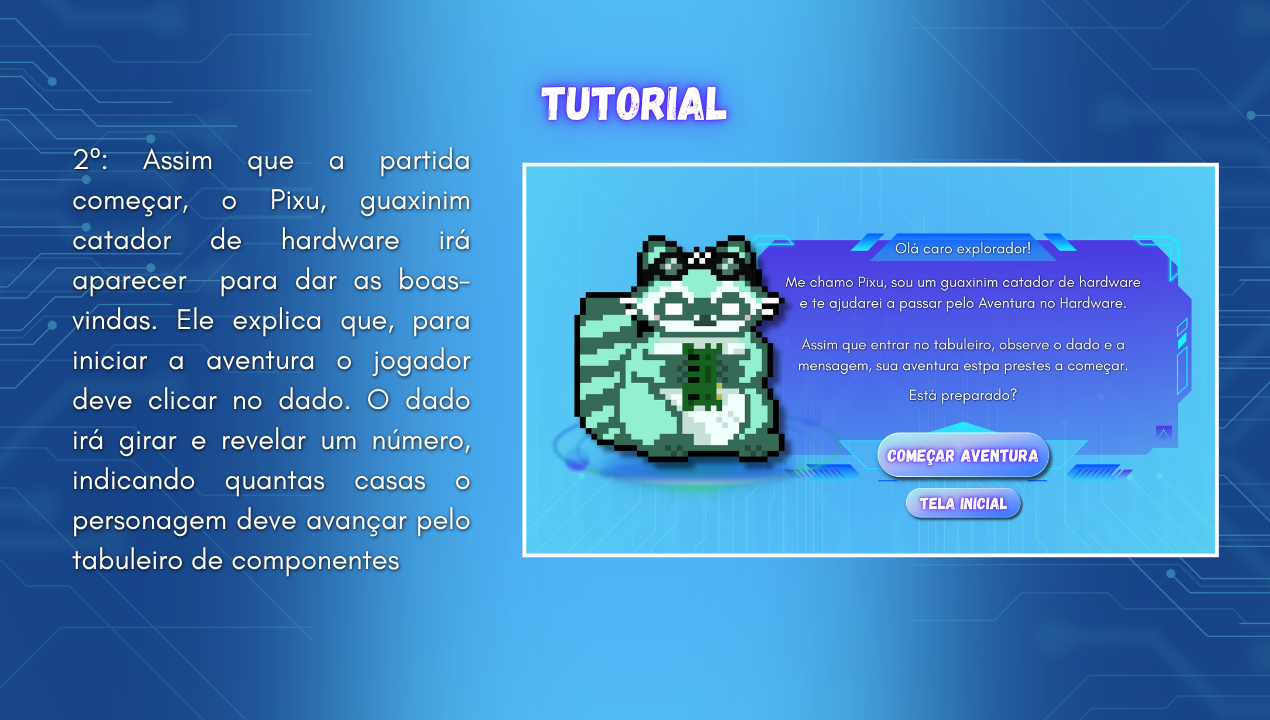 TUTORIAL
2º: Assim que a partida
começar, o Pixu, guaxinim
catador de hardware irá
aparecer para dar as boas-
vindas. Ele explica que, para
iniciar a aventura o jogador
deve clicar no dado. O dado
irá girar e revelar um número,
indicando quantas casas o
personagem deve avançar pelo
tabuleiro de componentes
Olá caro explorador!
Me chamo Pixu, sou um guaxinim catador de hardware
e te ajudarei a passar pelo Aventura no Hardware.
Assim que entrar no tabuleiro, observe o dado e a
mensagem, sua aventura estpa prestes a começar.
Está preparado?
COMEÇAR AVENTURA
TELA INICIAL